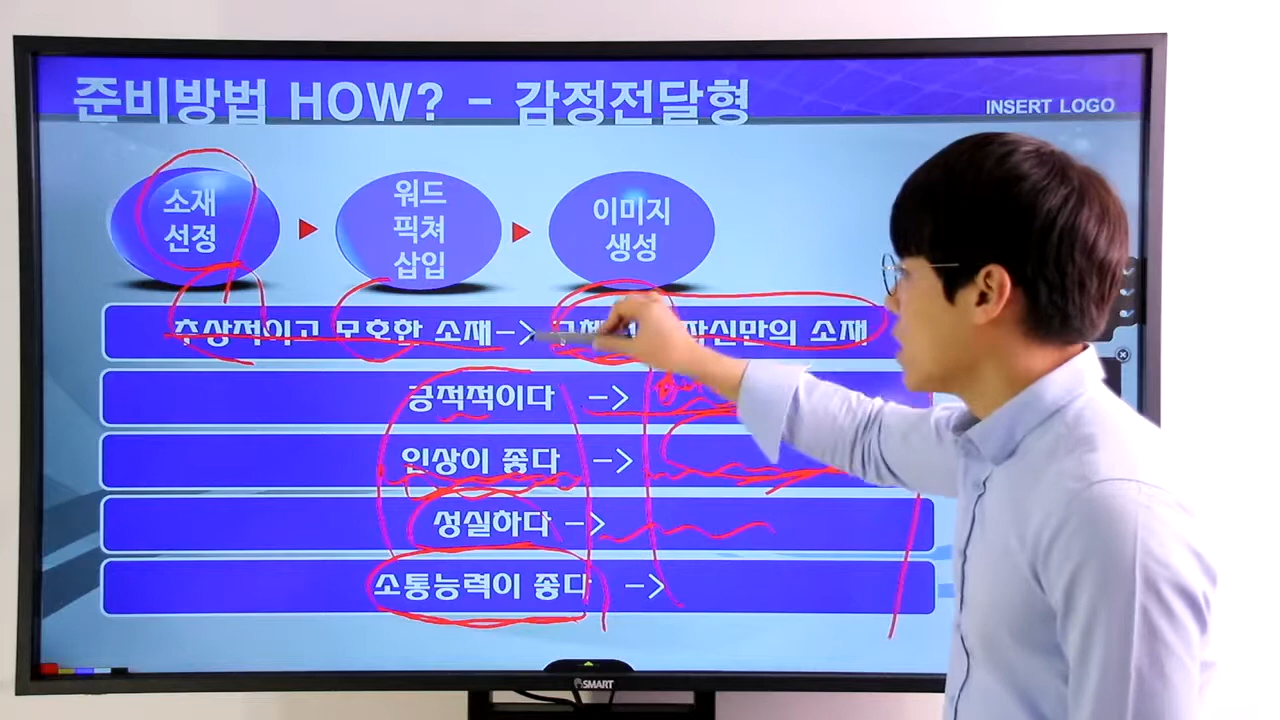 준비방법 HOW? - 감정전달형
INSERT LOGO
소재
선정
워드
픽쳐
삽입
이미지
생성
추상적이고 모호한 소재-> 자신만의 소재
긍적적이다 ->
인상이 좋다 ->
성실하다 ->
소통능력이 좋다 ->
SMART